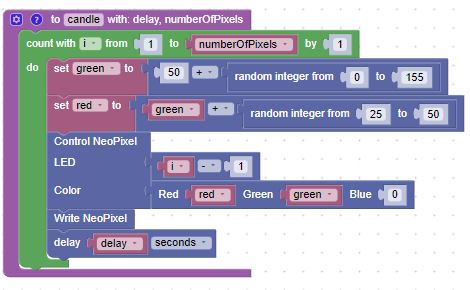 ? to candle with: delay, numberOfPixels
count with i from 1 to numberOfPixels by 1
do set green to 50 + random integer from 0 to 155
set red to green + random integer from 25 to 50
Control NeoPixel
LED i - 1
Color Red red Green green Blue 0
Write NeoPixel
delay delay seconds